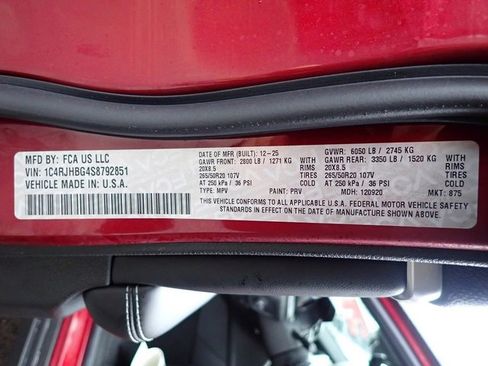 MFD BY: FCA US LLC
VIN: 1C4RJHBG4S8792851
VEHICLE MADE IN U.S.A.
DATE OF MFR (BUILT): 12-25
GAWR FRONT: 2800 LB / 1271 KG
WITH 20X8.5 RIMS
265/50R20 107V TIRES
AT 250 kPa(COLD) / 36 PSI
TYPE: MPV PAINT: PRV
GVWR: 6050 LB / 2745 KG
GAWR REAR: 3350 LB / 1520 KG
WITH 20X8.5 RIMS
265/50R20 107V TIRES
AT 250 kPa(COLD) / 36 PSI
MDH: 120920 MKT: 875
THIS VEHICLE CONFORMS TO ALL APPLICABLE U.S.A. FEDERAL MOTOR VEHICLE
SAFETY STANDARDS IN EFFECT ON THE DATE OF MANUFACTURE.